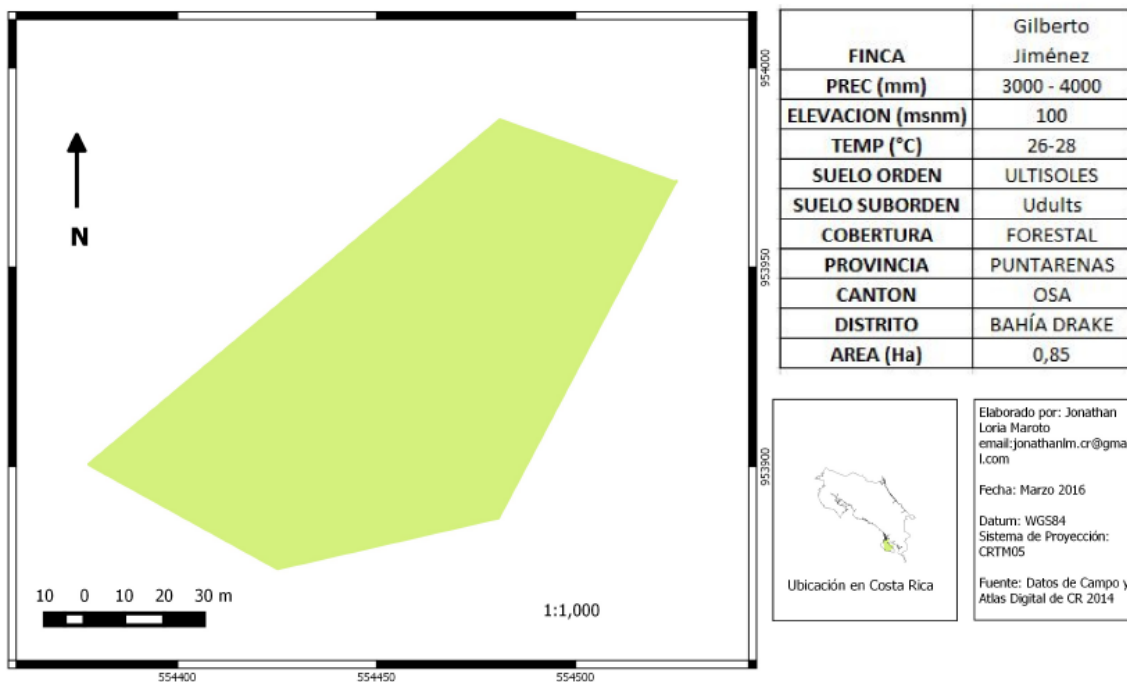 954000
953950
953900
N
10 0 10 20 30 m
1:1,000
554400 554450 554500
FINCA Gilberto Jiménez
PREC (mm) 3000 - 4000
ELEVACION (msnm) 100
TEMP (°C) 26-28
SUELO ORDEN ULTISOLES
SUELO SUBORDEN Udults
COBERTURA FORESTAL
PROVINCIA PUNTARENAS
CANTON OSA
DISTRITO BAHÍA DRAKE
AREA (Ha) 0,85
Ubicación en Costa Rica
Elaborado por: Jonathan
Loria Maroto
email:jonathanlm.cr@gmai
l.com
Fecha: Marzo 2016
Datum: WGS84
Sistema de Proyección:
CRTM05
Fuente: Datos de Campo y
Atlas Digital de CR 2014